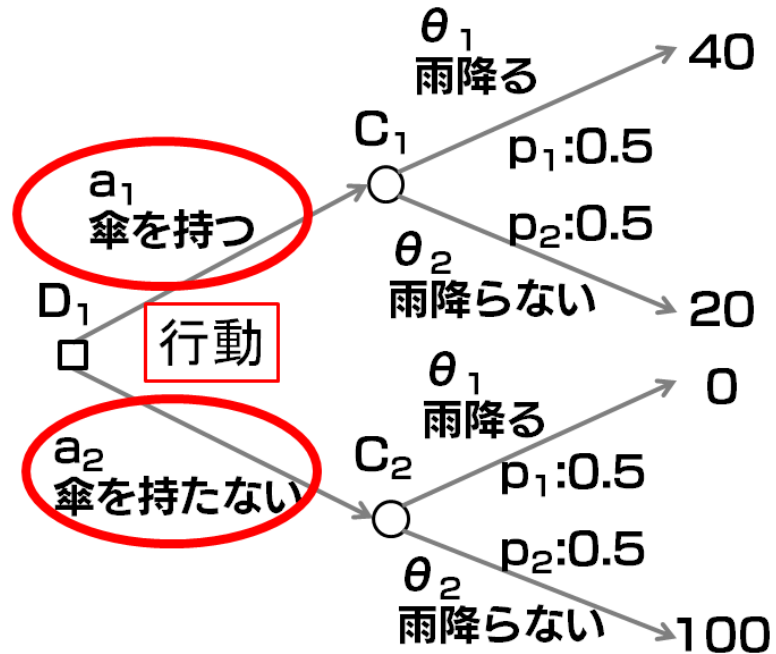 θ₁
雨降る
40
C₁
p₁:0.5
a₁
傘を持つ
p₂:0.5
θ₂
雨降らない
20
D₁
行動
θ₁
雨降る
0
a₂
傘を持たない
C₂
p₁:0.5
p₂:0.5
θ₂
雨降らない
100